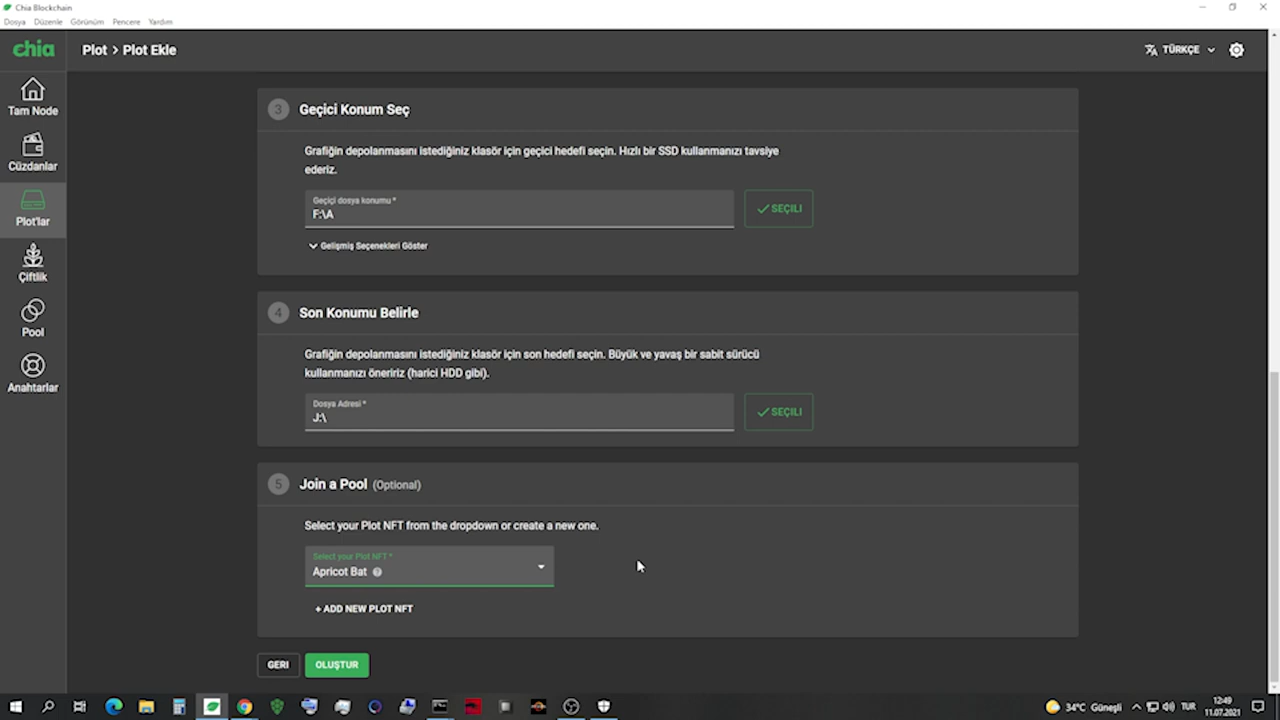 Chia Blockchain
Dosya Düzenle Görünüm Pencere Yardım
chia
Plot > Plot Ekle
TÜRKÇE
Tam Node
Cüzdanlar
Plot'lar
Çiftlik
Pool
Anahtarlar
3 Geçici Konum Seç
Grafiğin depolanmasını istediğiniz klasör için geçici hedefi seçin. Hızlı bir SSD kullanmanızı tavsiye
ederiz.
Geçiçi dosya konumu *
F:\A
SEÇILI
Gelişmiş Seçenekleri Göster
4 Son Konumu Belirle
Grafiğin depolanmasını istediğiniz klasör için son hedefi seçin. Büyük ve yavaş bir sabit sürücü
kullanmanızı öneririz (harici HDD gibi).
Dosya Adresi *
J:\
SEÇILI
5 Join a Pool (Optional)
Select your Plot NFT from the dropdown or create a new one.
Select your Plot NFT *
Apricot Bat
+ ADD NEW PLOT NFT
GERI
OLUŞTUR
34°C Güneşli
TUR
12:49
11.07.2021